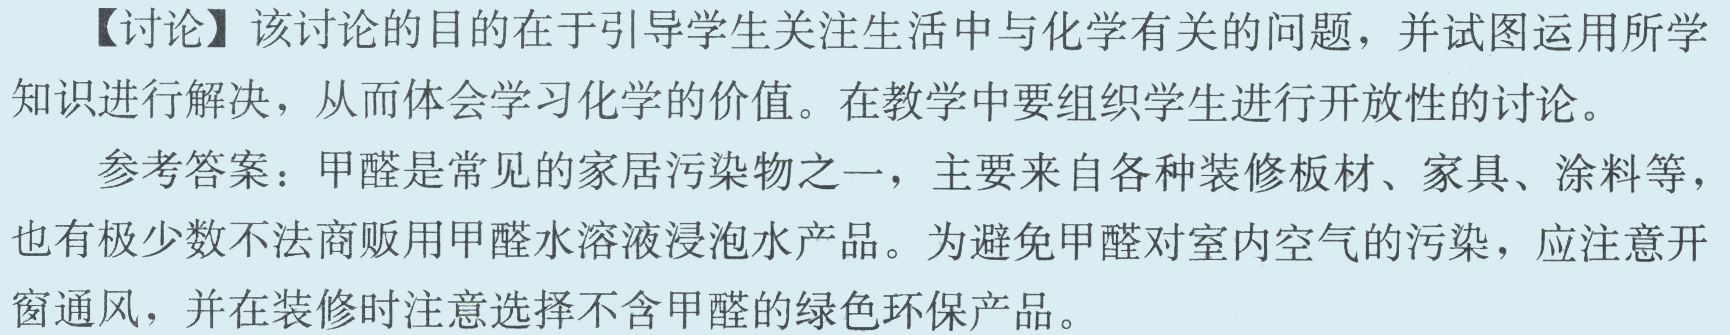 【讨论】该讨论的目的在于引导学生关注生活中与化学有关的问题，并试图运用所学
知识进行解决，从而体会学习化学的价值。在教学中要组织学生进行开放性的讨论。
参考答案：甲醛是常见的家居污染物之一，主要来自各种装修板材、家具、涂料等，
也有极少数不法商贩用甲醛水溶液浸泡水产品。为避免甲醛对室内空气的污染，应注意开
窗通风，并在装修时注意选择不含甲醛的绿色环保产品。